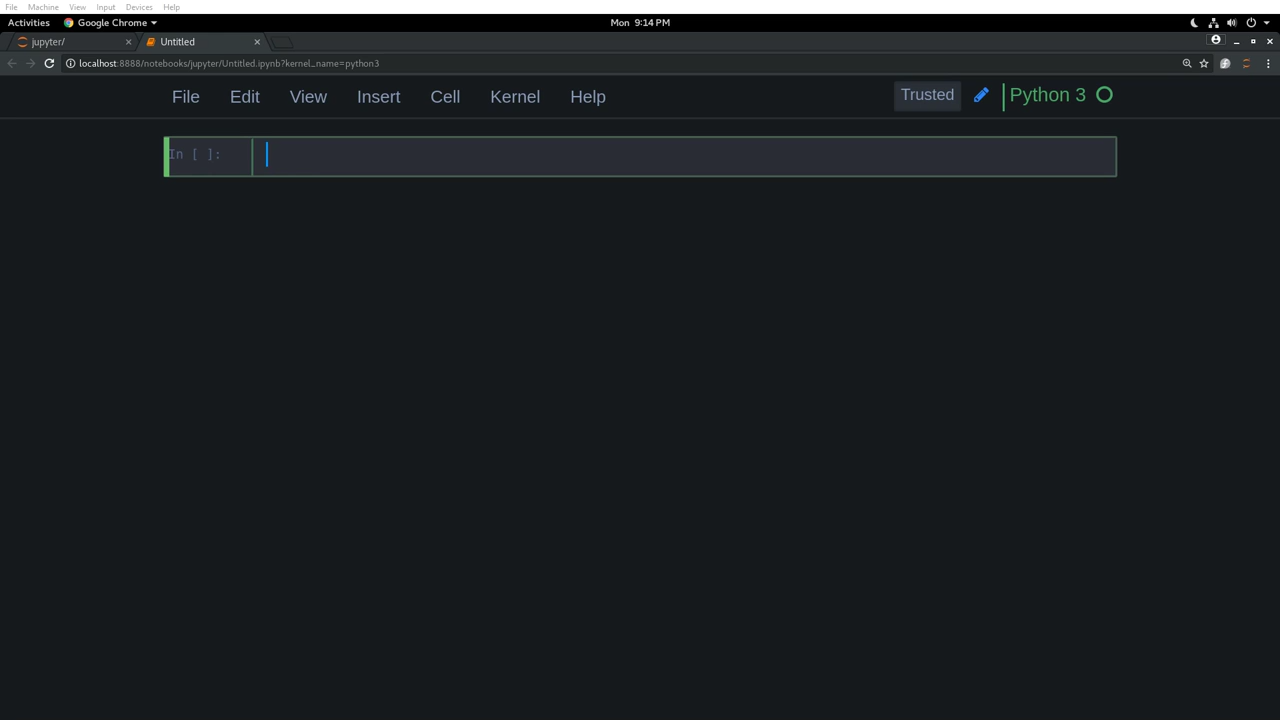 File Machine View Input Devices Help
Activities Google Chrome Mon 9:14 PM
jupyter/ Untitled
localhost:8888/notebooks/jupyter/Untitled.ipynb?kernel_name=python3
File Edit View Insert Cell Kernel Help Trusted Python 3
In [ ]: